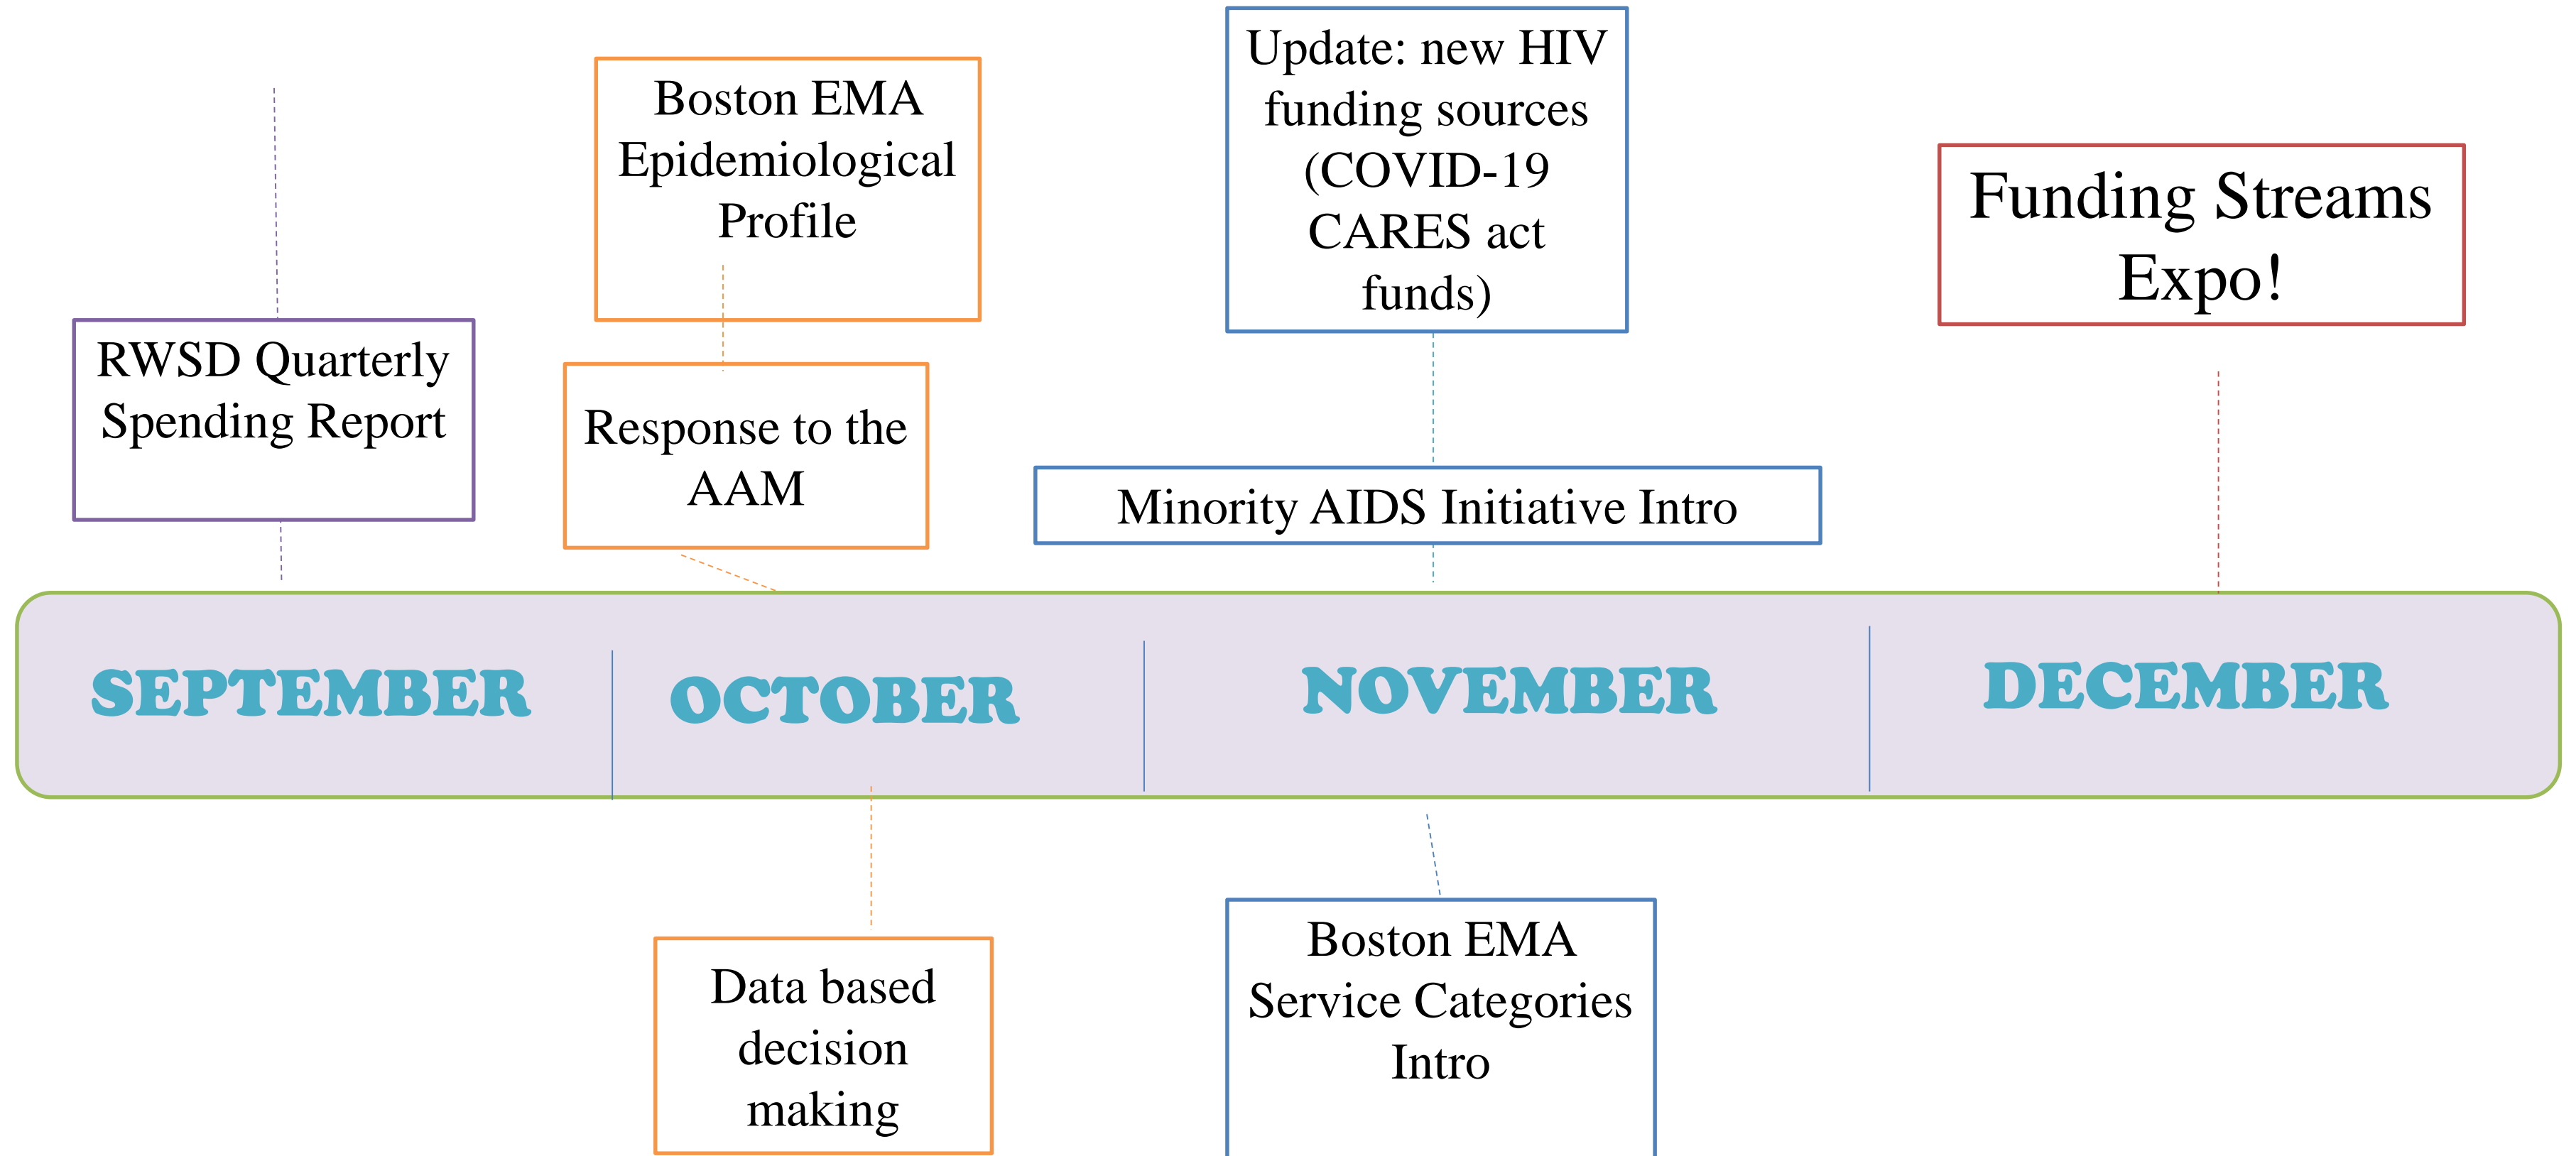 Update: new HIV
funding sources
(COVID-19
CARES act
funds)
Boston EMA
Epidemiological
Profile
Funding Streams
Expo!
RWSD Quarterly
Spending Report
Response to the
AAM
Minority AIDS Initiative Intro
SEPTEMBER
OCTOBER
NOVEMBER
DECEMBER
Data based
decision
making
Boston EMA
Service Categories
Intro